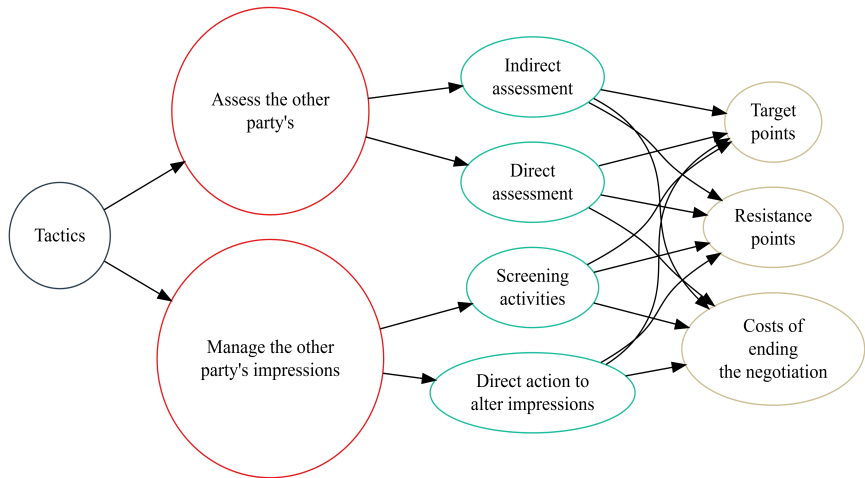 Tactics
Assess the other
party's
Manage the other
party's impressions
Indirect
assessment
Direct
assessment
Screening
activities
Direct action to
alter impressions
Target
points
Resistance
points
Costs of
ending
the negotiation